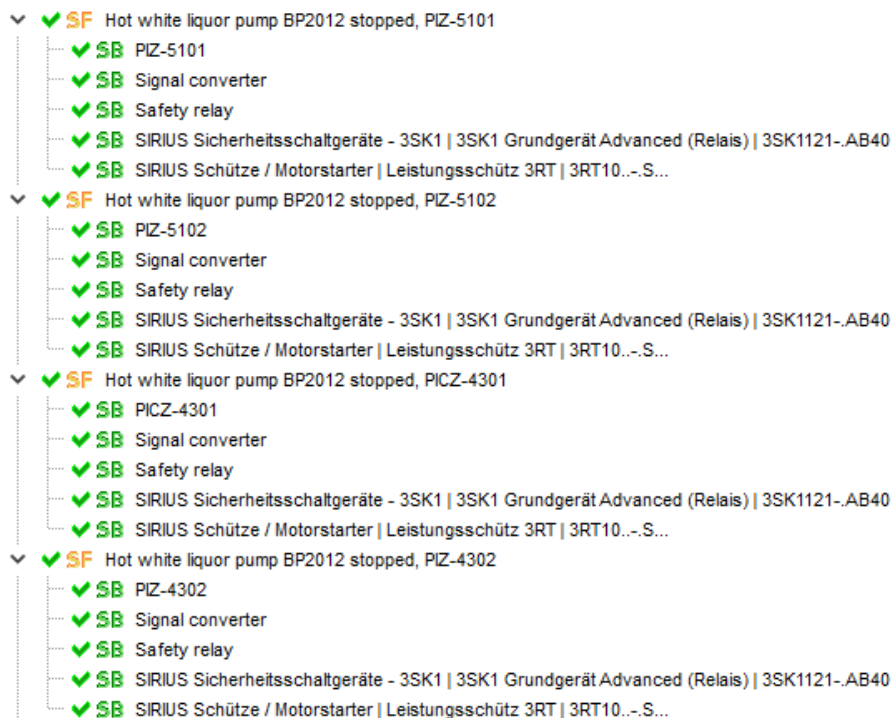 SF Hot white liquor pump BP2012 stopped, PIZ-5101
SB PIZ-5101
SB Signal converter
SB Safety relay
SB SIRIUS Sicherheitsschaltgeräte - 3SK1 | 3SK1 Grundgerät Advanced (Relais) | 3SK1121-.AB40
SB SIRIUS Schütze / Motorstarter | Leistungsschütz 3RT | 3RT10..-.S...
SF Hot white liquor pump BP2012 stopped, PIZ-5102
SB PIZ-5102
SB Signal converter
SB Safety relay
SB SIRIUS Sicherheitsschaltgeräte - 3SK1 | 3SK1 Grundgerät Advanced (Relais) | 3SK1121-.AB40
SB SIRIUS Schütze / Motorstarter | Leistungsschütz 3RT | 3RT10..-.S...
SF Hot white liquor pump BP2012 stopped, PICZ-4301
SB PICZ-4301
SB Signal converter
SB Safety relay
SB SIRIUS Sicherheitsschaltgeräte - 3SK1 | 3SK1 Grundgerät Advanced (Relais) | 3SK1121-.AB40
SB SIRIUS Schütze / Motorstarter | Leistungsschütz 3RT | 3RT10..-.S...
SF Hot white liquor pump BP2012 stopped, PIZ-4302
SB PIZ-4302
SB Signal converter
SB Safety relay
SB SIRIUS Sicherheitsschaltgeräte - 3SK1 | 3SK1 Grundgerät Advanced (Relais) | 3SK1121-.AB40
SB SIRIUS Schütze / Motorstarter | Leistungsschütz 3RT | 3RT10..-.S...